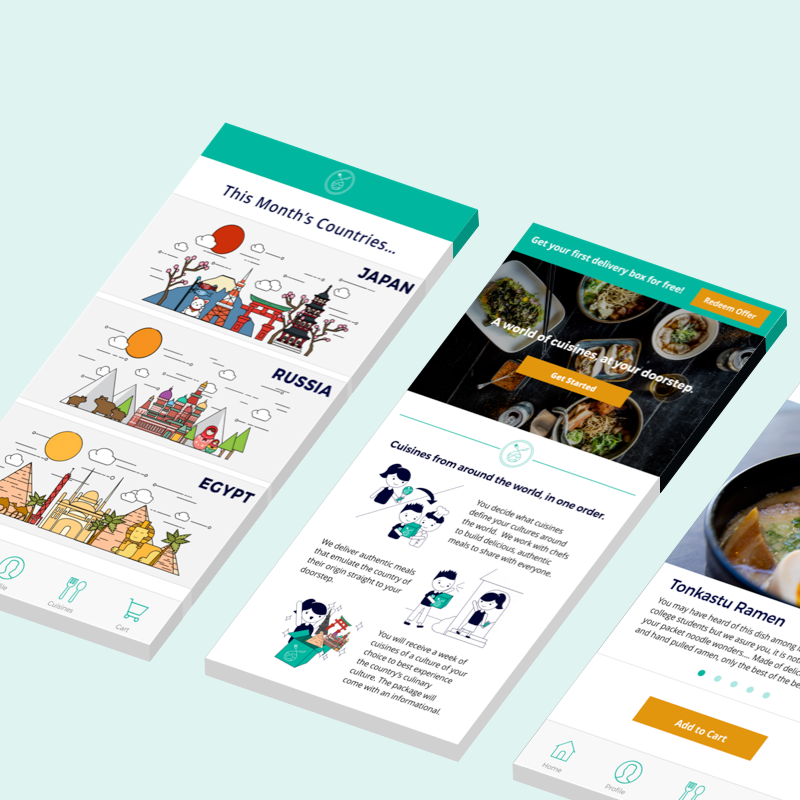 This Month's Countries...
JAPAN
RUSSIA
EGYPT
Cuisines
Cart
Get your first delivery box for free!
Redeem Offer
A world of cuisines, at your doorstep.
Get Started
Cuisines from around the world, in one order.
You decide what cuisines
define your cultures around
the world. We work with chefs
to build delicious, authentic
meals to share with everyone.
We deliver authentic meals
that emulate the country of
their origin straight to your
doorstep.
You will receive a week of
cuisines of a culture of your
choice to best experience
the country's culinary
culture. The package will
come with an informational.
Tonkastu Ramen
You may have heard of this dish among
college students but we asure you, it is not
your packet noodle wonders.... Made of
and hand pulled ramen, only the best of the
Add to Cart
Home
Profile